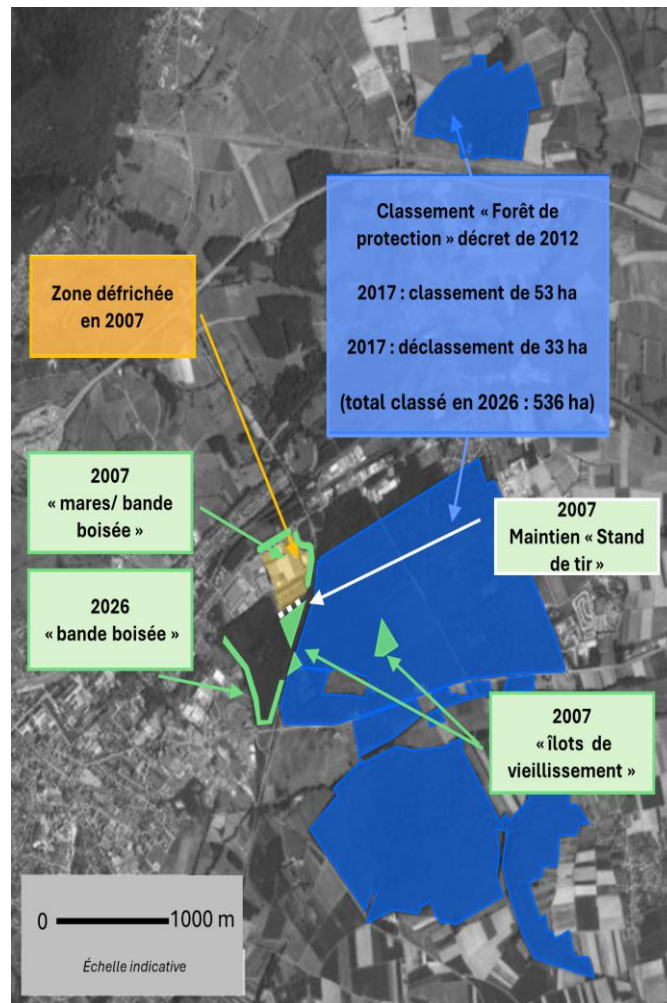 Classement « Forêt de
protection » décret de 2012
2017 : classement de 53 ha
2017 : déclassement de 33 ha
(total classé en 2026 : 536 ha)
Zone défrichée
en 2007
2007
« mares/ bande
boisée »
2007
Maintien « Stand
de tir »
2026
« bande boisée »
2007
« îlots de
vieillissement »
0 1000 m
Échelle indicative